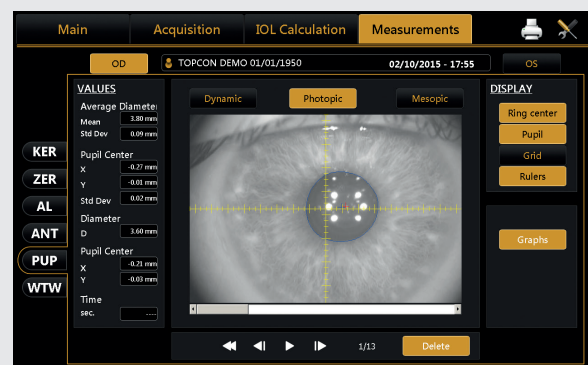 Main Acquisition IOL Calculation Measurements
OD TOPCON DEMO 01/01/1950 02/10/2015 - 17:55 OS
VALUES
Average Diameter
Mean 3.80 mm
Std Dev 0.09 mm
Pupil Center
X -0.27 mm
Y -0.01 mm
Std Dev 0.02 mm
Diameter
D 3.60 mm
Pupil Center
X -0.21 mm
Y -0.03 mm
Time
sec. ----
KER
ZER
AL
ANT
PUP
WTW
Dynamic Photopic Mesopic
1/13 Delete
DISPLAY
Ring center
Pupil
Grid
Rulers
Graphs